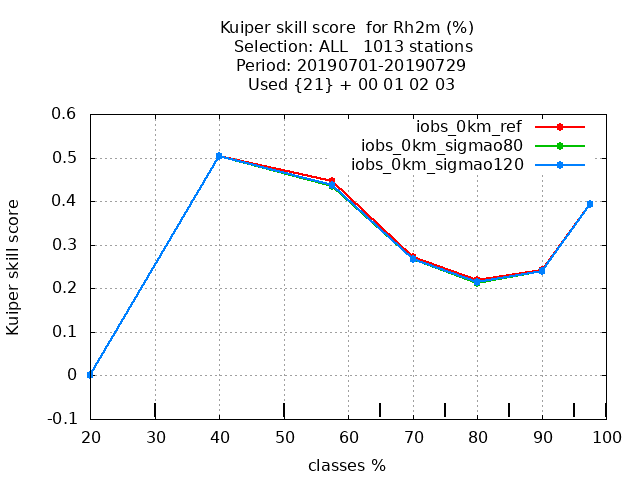 Kuiper skill score  for Rh2m (%)
Selection: ALL   1013 stations
Period: 20190701-20190729
Used {21} + 00 01 02 03
iobs_0km_ref
iobs_0km_sigmao80
iobs_0km_sigmao120
Kuiper skill score
0.6
0.5
0.4
0.3
0.2
0.1
0
-0.1
20 30 40 50 60 70 80 90 100
classes %